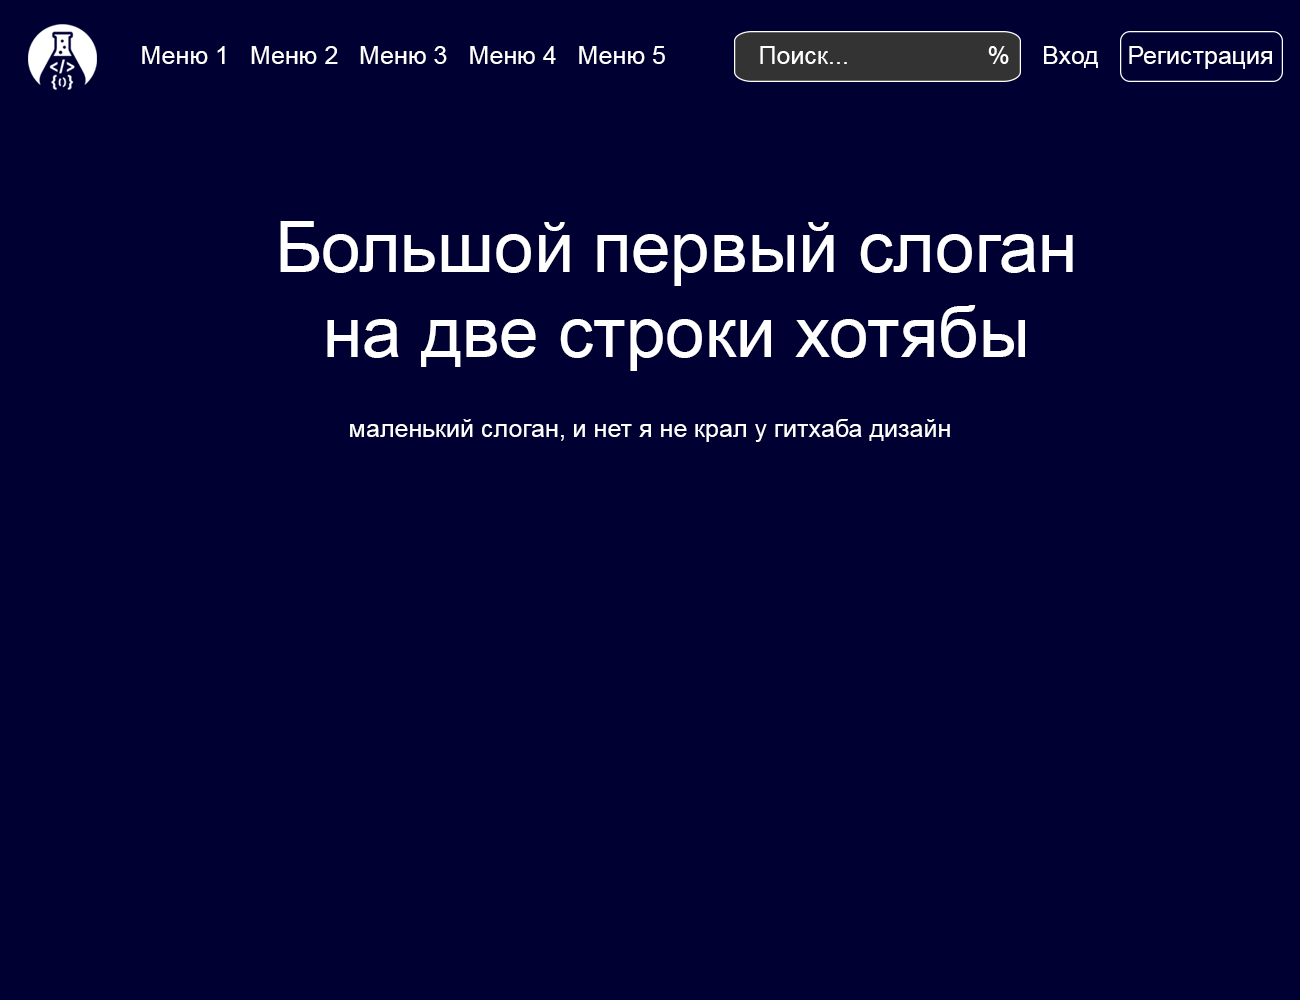 </>
{()}
Меню 1 Меню 2 Меню 3 Меню 4 Меню 5 Поиск... % Вход Регистрация
Большой первый слоган
на две строки хотябы
маленький слоган, и нет я не крал у гитхаба дизайн